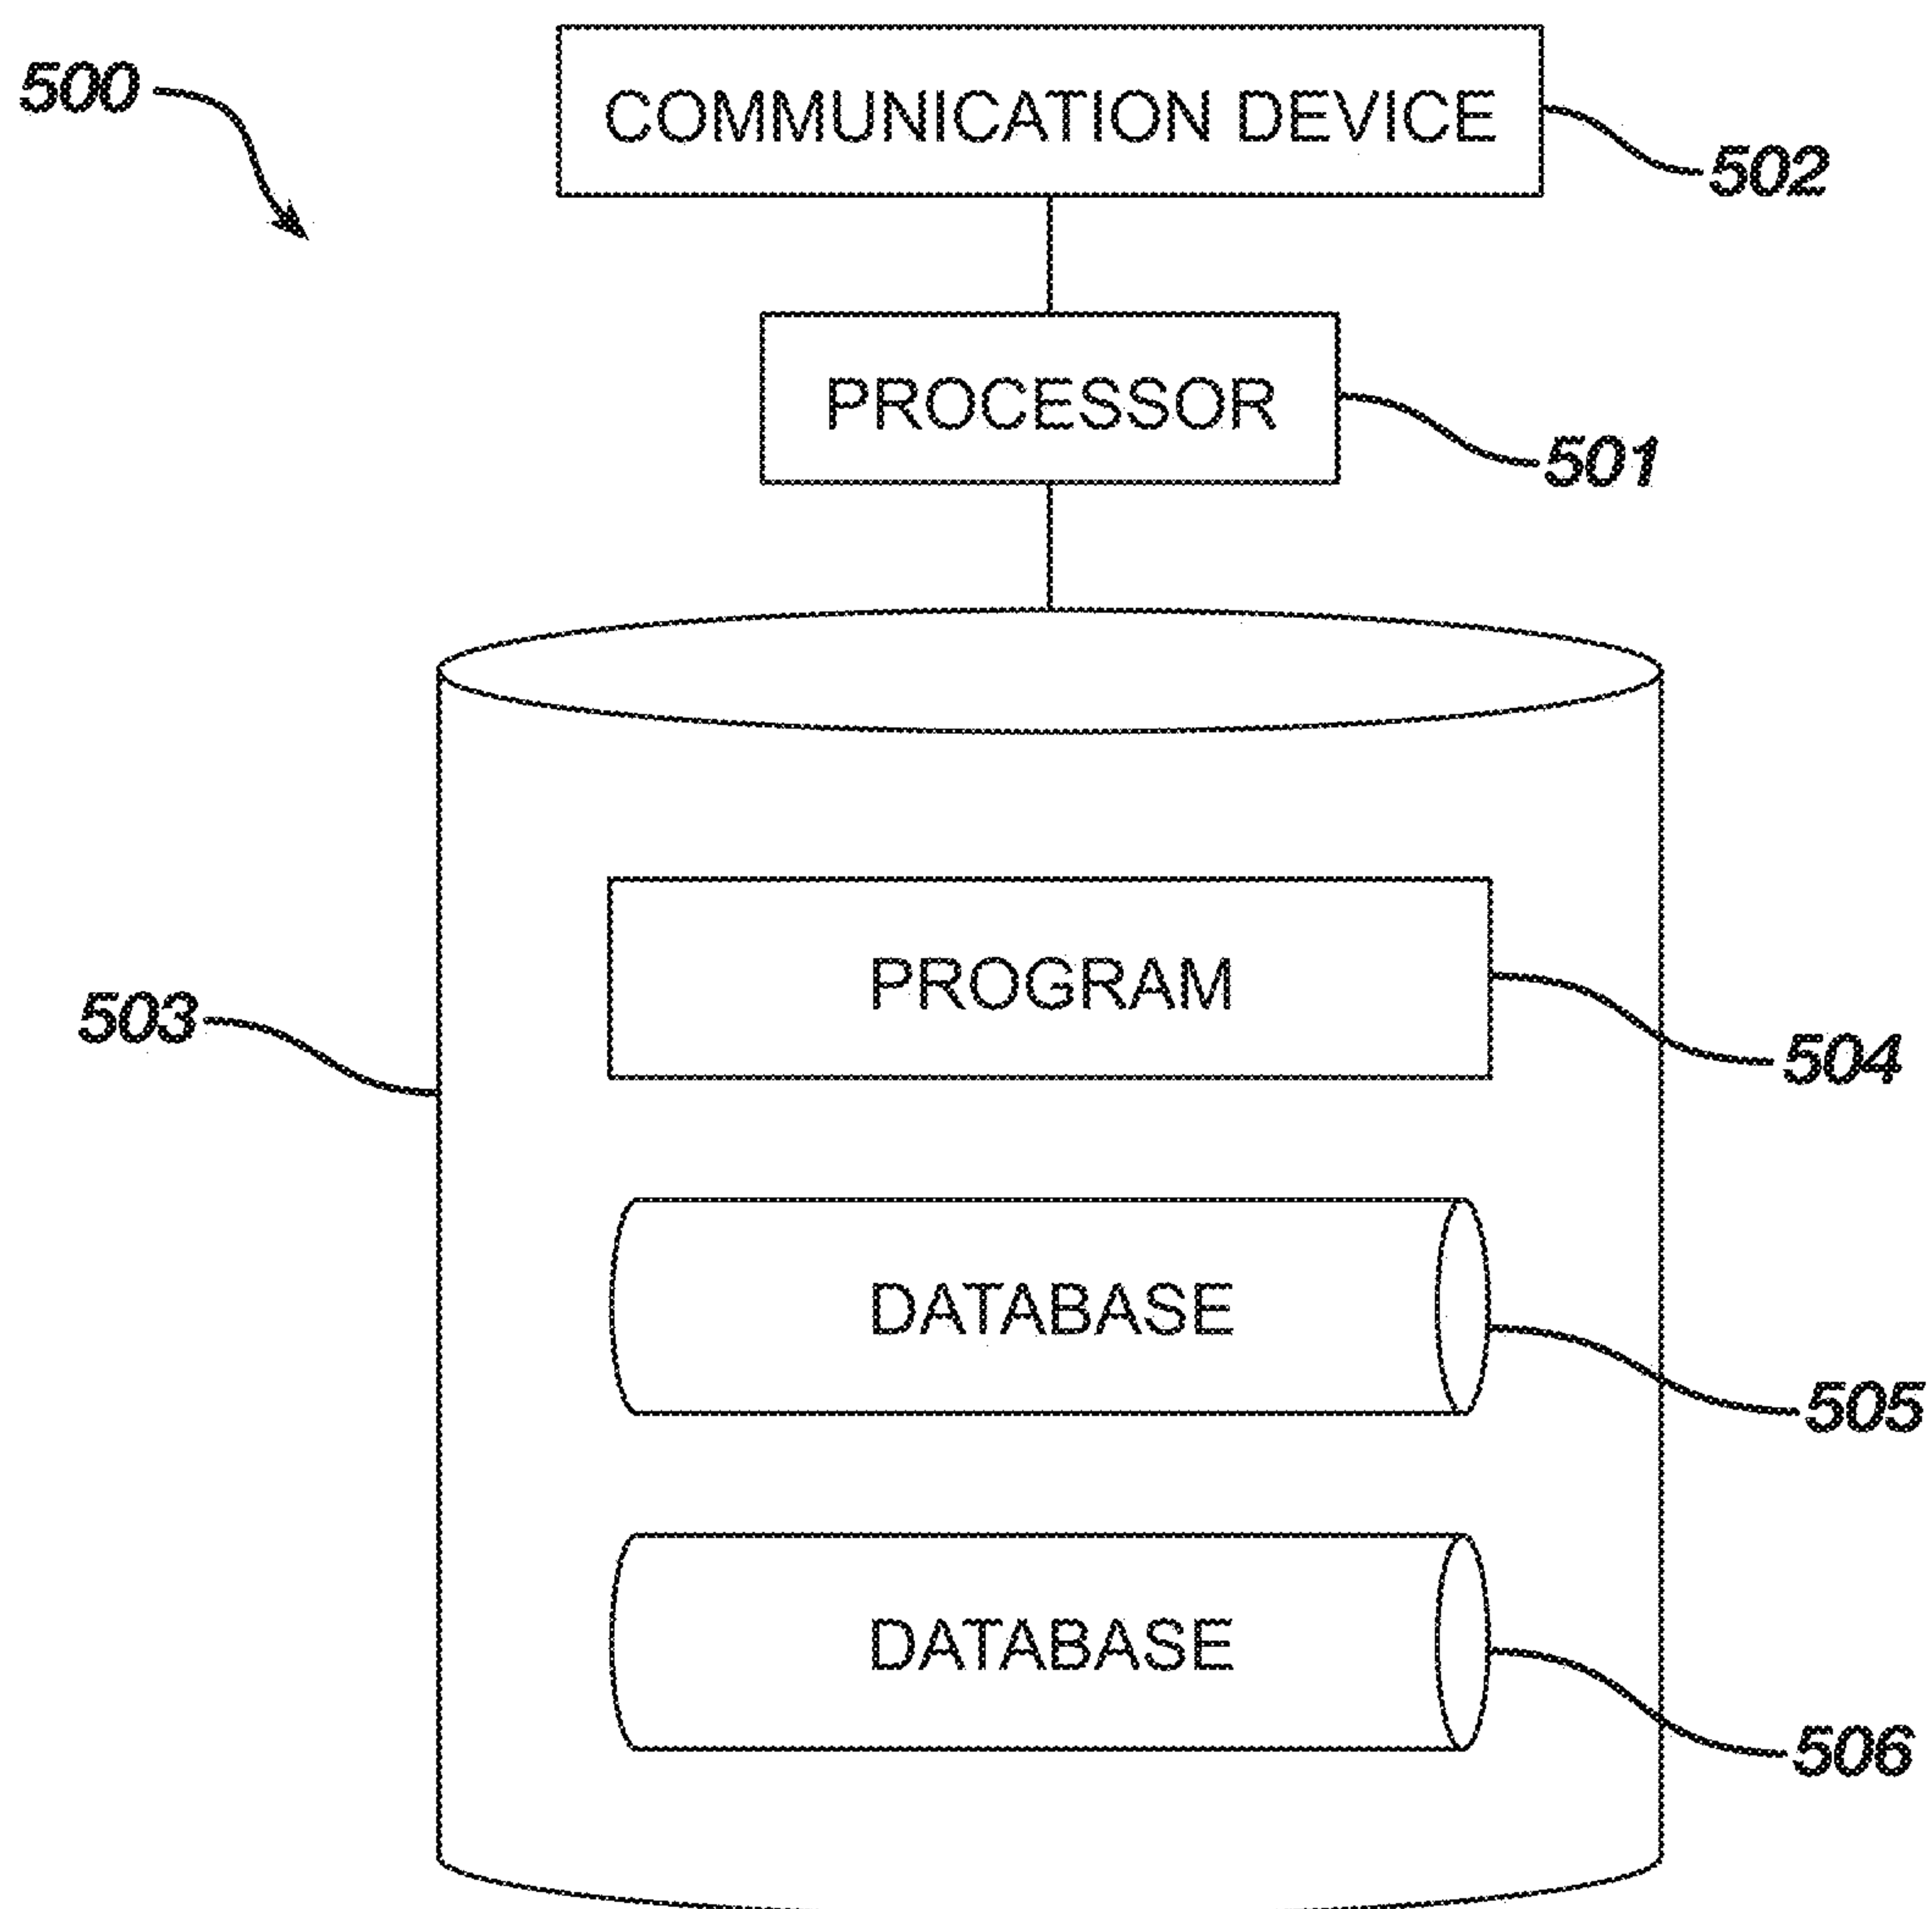 500
COMMUNICATION DEVICE
502
PROCESSOR
501
PROGRAM
503
504
DATABASE
505
DATABASE
506